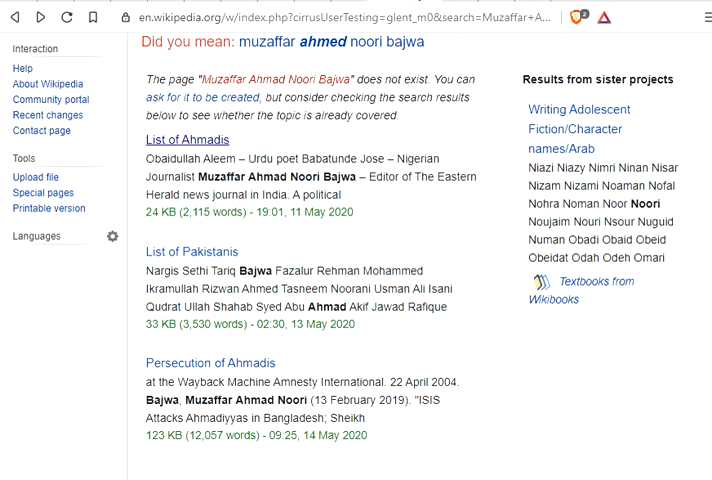 en.wikipedia.org/w/index.php?cirrusUserTesting=glent_m0&search=Muzaffar+A...
2
Interaction
Help
About Wikipedia
Community portal
Recent changes
Contact page
Tools
Upload file
Special pages
Printable version
Languages
Did you mean: muzaffar ahmed noori bajwa
The page "Muzaffar Ahmad Noori Bajwa" does not exist. You can
ask for it to be created, but consider checking the search results
below to see whether the topic is already covered.
List of Ahmadis
Obaidullah Aleem – Urdu poet Babatunde Jose – Nigerian
Journalist Muzaffar Ahmad Noori Bajwa – Editor of The Eastern
Herald news journal in India. A political
24 KB (2,115 words) - 19:01, 11 May 2020
List of Pakistanis
Nargis Sethi Tariq Bajwa Fazalur Rehman Mohammed
Ikramullah Rizwan Ahmed Tasneem Noorani Usman Ali Isani
Qudrat Ullah Shahab Syed Abu Ahmad Akif Jawad Rafique
33 KB (3,530 words) - 02:30, 13 May 2020
Persecution of Ahmadis
at the Wayback Machine Amnesty International. 22 April 2004.
Bajwa, Muzaffar Ahmad Noori (13 February 2019). "ISIS
Attacks Ahmadiyyas in Bangladesh; Sheikh
123 KB (12,057 words) - 09:25, 14 May 2020
Results from sister projects
Writing Adolescent
Fiction/Character
names/Arab
Niazi Niazy Nimri Ninan Nisar
Nizam Nizami Noaman Nofal
Nohra Noman Noor Noori
Noujaim Nouri Nsour Nuguid
Numan Obadi Obaid Obeid
Obeidat Odah Odeh Omari
Textbooks from
Wikibooks